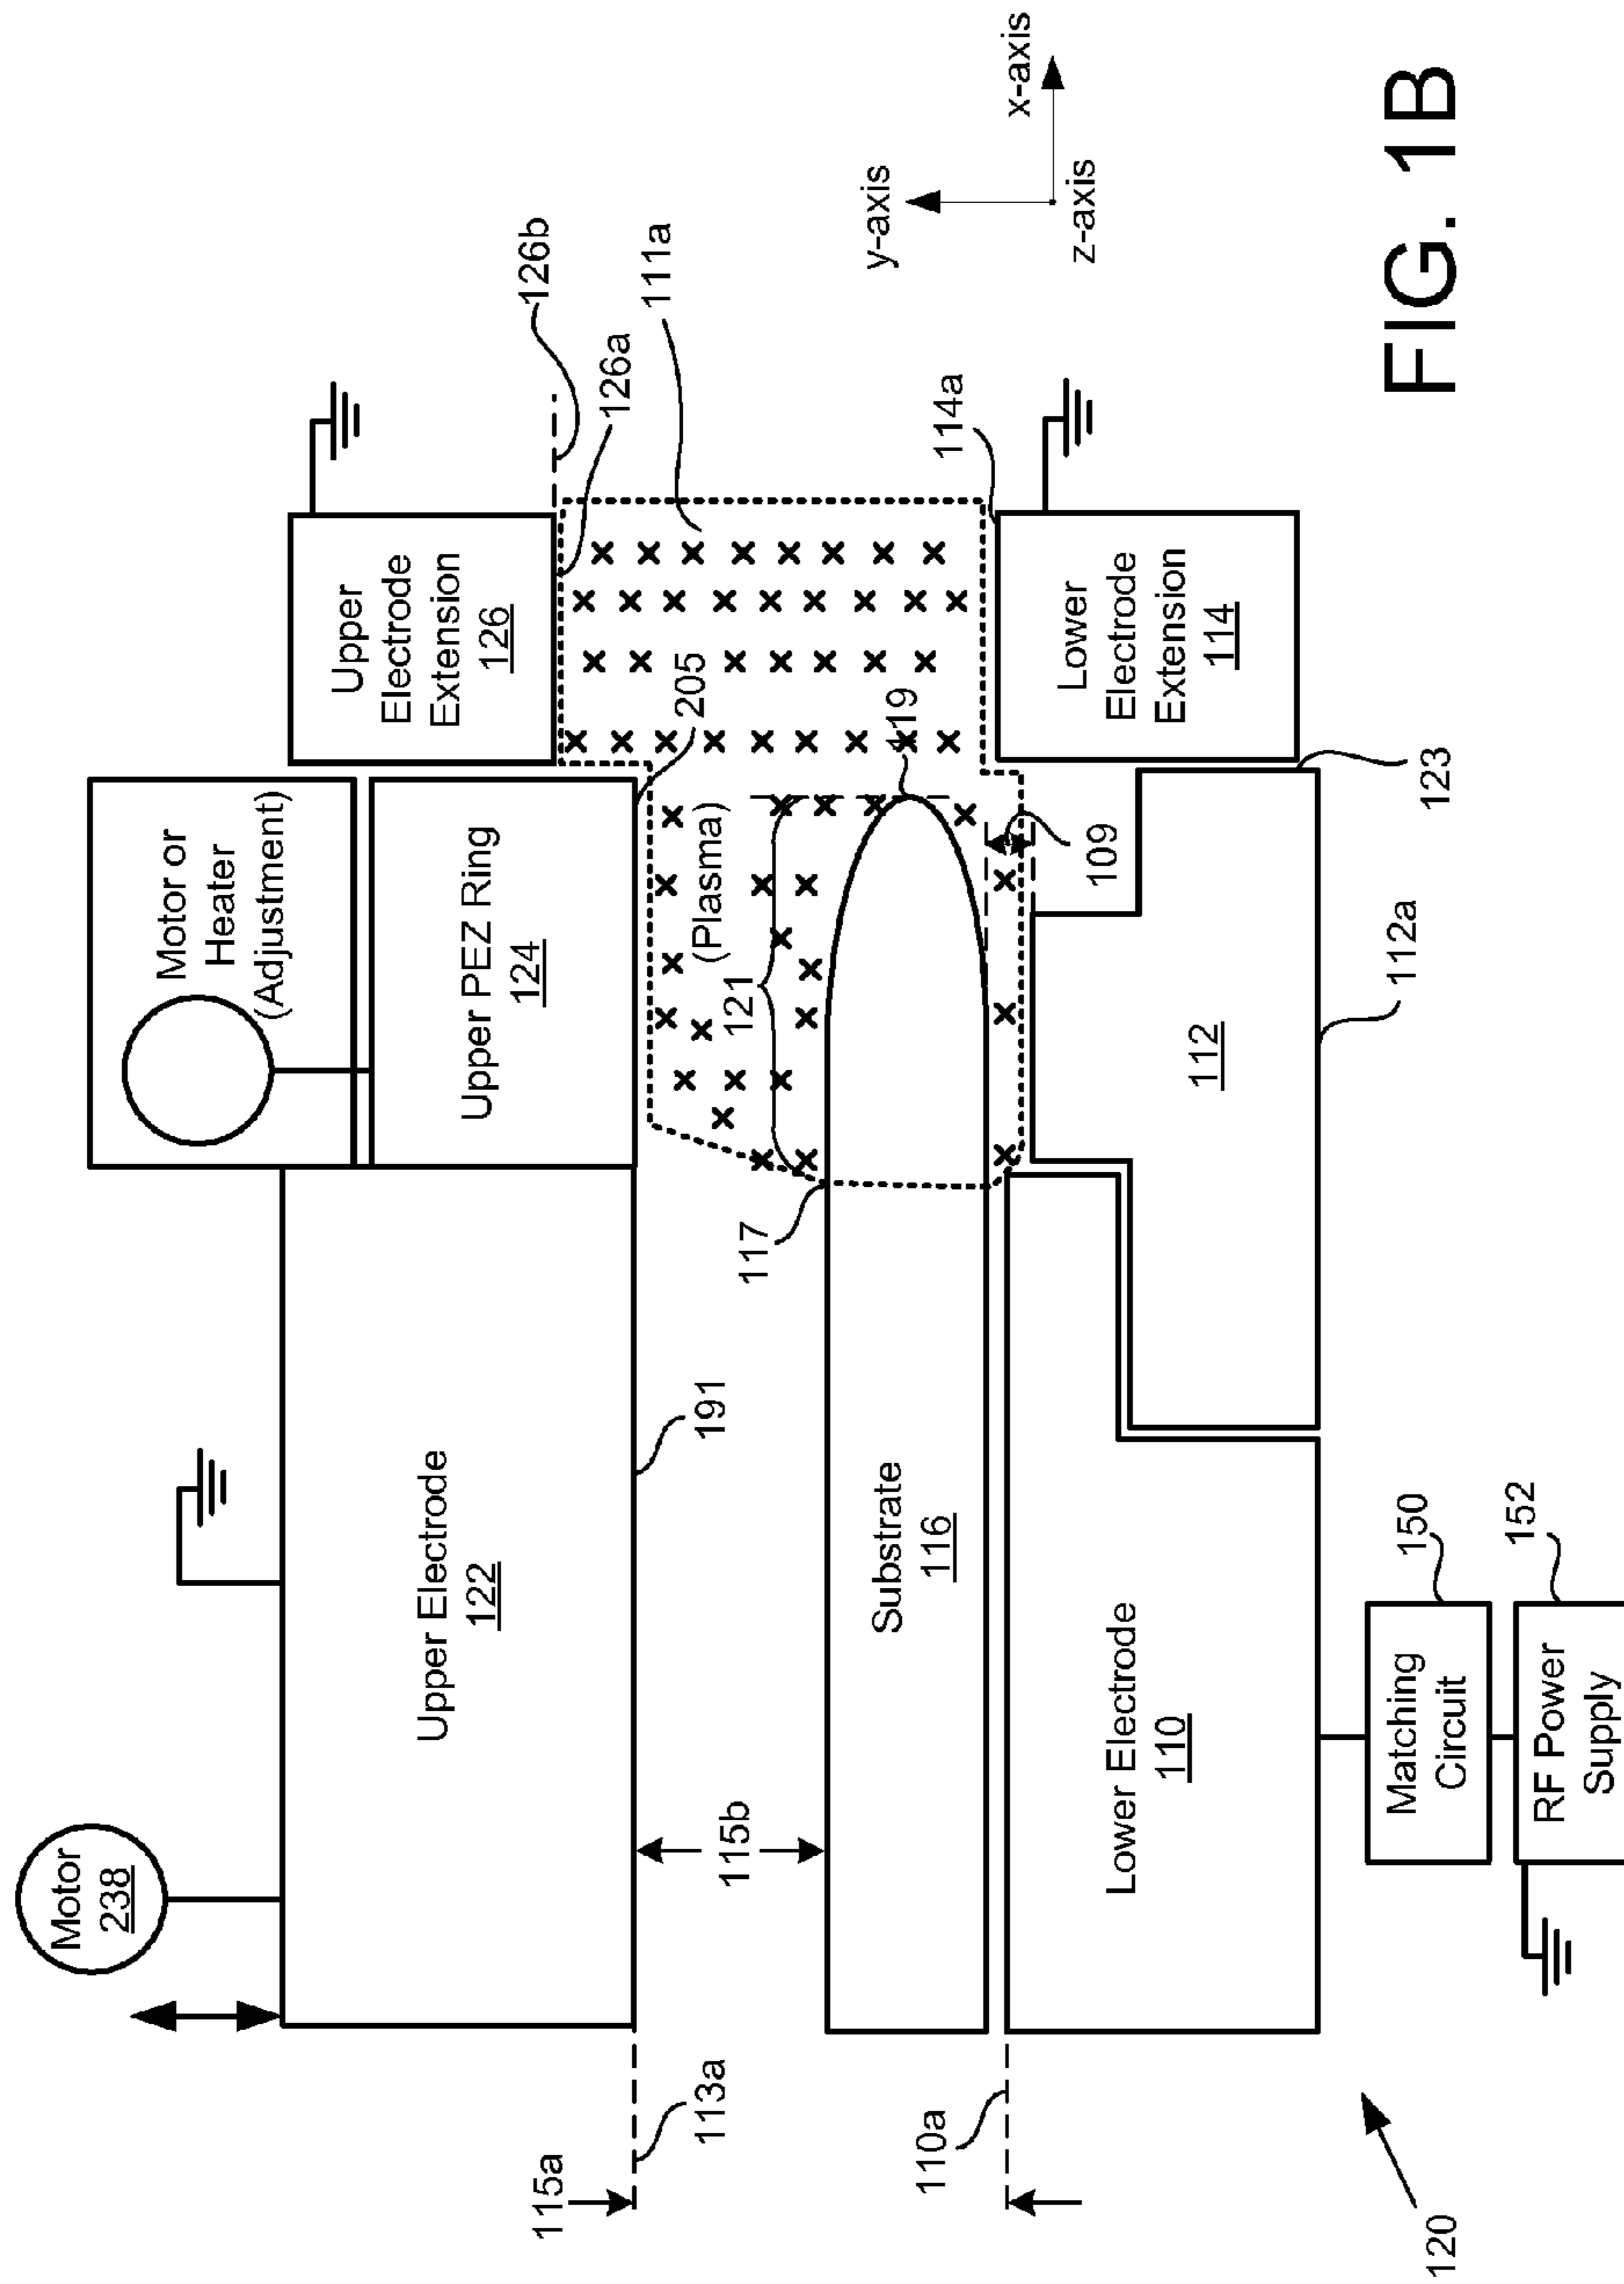 Motor
238
Motor or
Heater
(Adjustment)
Upper Electrode
122
Upper PEZ Ring
124
Upper
Electrode
Extension
126
126b
126a
111a
115a
113a
191
205
(Plasma)
121
117
119
115b
Substrate
116
114a
109
110a
Lower Electrode
110
112
Lower
Electrode
Extension
114
123
112a
y-axis
x-axis
z-axis
Matching
Circuit
150
RF Power
Supply
152
120
FIG. 1B